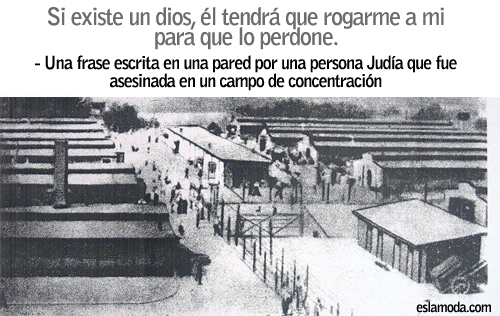 Si existe un dios, él tendrá que rogarme a mi
para que lo perdone.
- Una frase escrita en una pared por una persona Judía que fue
asesinada en un campo de concentración
eslamoda.com